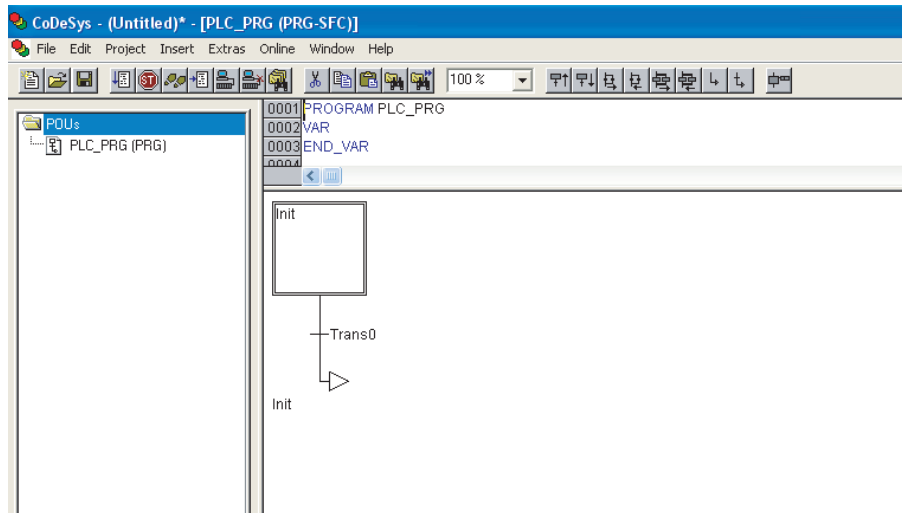 CoDeSys - (Untitled)* - [PLC_PRG (PRG-SFC)]
File Edit Project Insert Extras Online Window Help
100 %
POUs
PLC_PRG (PRG)
0001 PROGRAM PLC_PRG
0002 VAR
0003 END_VAR
0004
Init
Trans0
Init